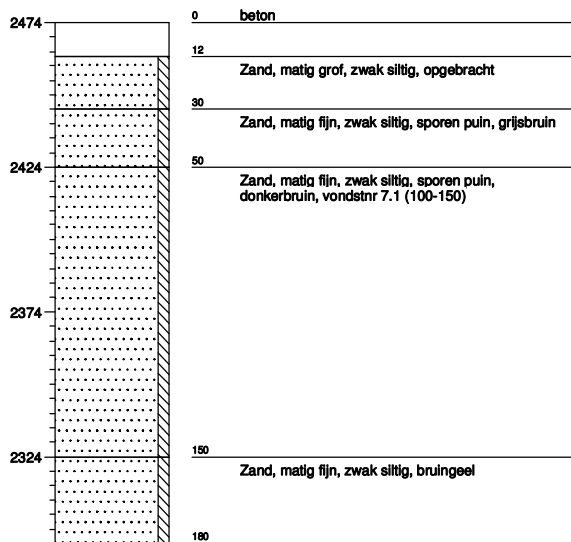 2474
0 beton
12
Zand, matig grof, zwak siltig, opgebracht
30
Zand, matig fijn, zwak siltig, sporen puin, grijsbruin
2424
50
Zand, matig fijn, zwak siltig, sporen puin,
donkerbruin, vondstnr 7.1 (100-150)
2374
2324
150
Zand, matig fijn, zwak siltig, bruingeel
180